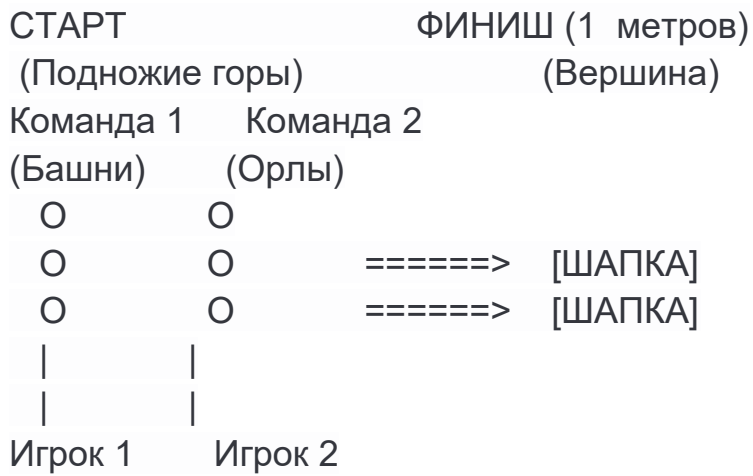 СТАРТ ФИНИШ (1 метров)
(Подножие горы) (Вершина)
Команда 1 Команда 2
(Башни) (Орлы)
О О
О О ======> [ШАПКА]
О О ======> [ШАПКА]
| |
| |
Игрок 1 Игрок 2